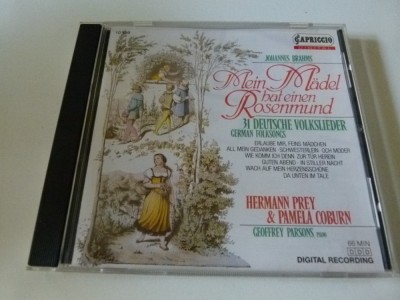 CAPRICCIO
JOHANNES BRAHMS
Mein Mädel
hat einen
Rosenmund
31 DEUTSCHE VOLKSLIEDER
GERMAN FOLKSONGS
ERLAUBE MIR, FEINS MÄDCHEN
ALL MEIN GEDANKEN · SCHWESTERLEIN · OCH MODER
WIE KOMM ICH DENN ZUR TÜR HEREIN
GUTEN ABEND · IN STILLER NACHT
WACH AUF MEIN HERZENSSCHÖNE
DA UNTEN IM TALE
HERMANN PREY
& PAMELA COBURN
GEOFFREY PARSONS PIANO
DIGITAL RECORDING